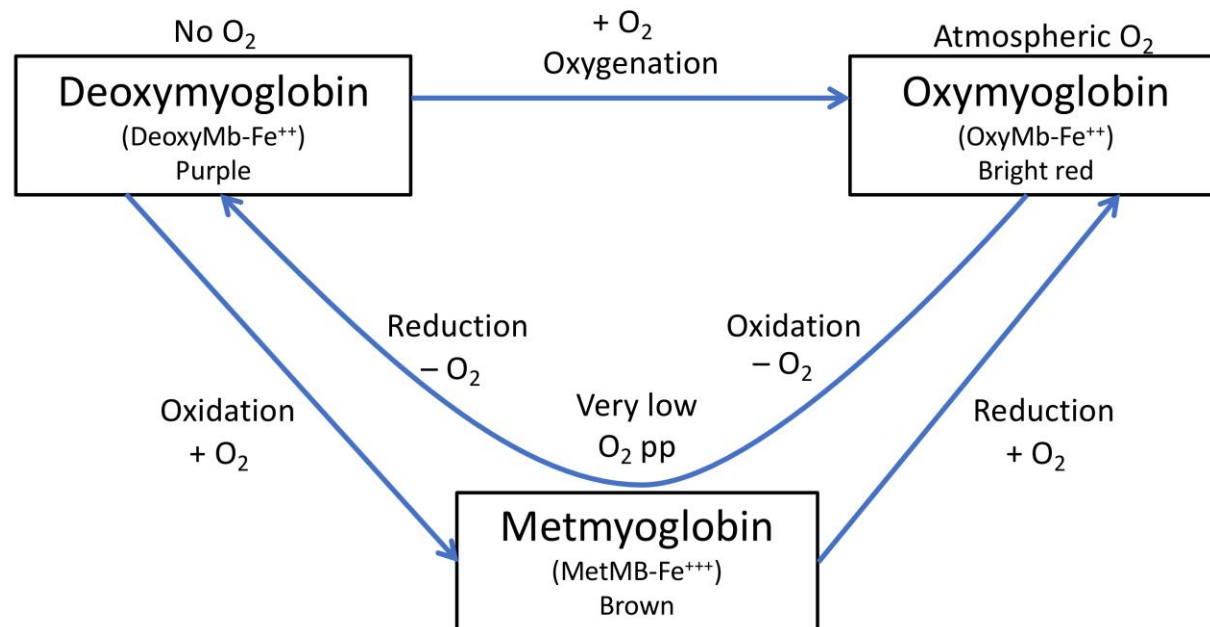 No O₂
Deoxymyoglobin
(DeoxyMb-Fe⁺⁺)
Purple
+ O₂
Oxygenation
Atmospheric O₂
Oxymyoglobin
(OxyMb-Fe⁺⁺)
Bright red
Reduction
– O₂
Oxidation
– O₂
Oxidation
+ O₂
Very low
O₂ pp
Reduction
+ O₂
Metmyoglobin
(MetMB-Fe⁺⁺⁺)
Brown